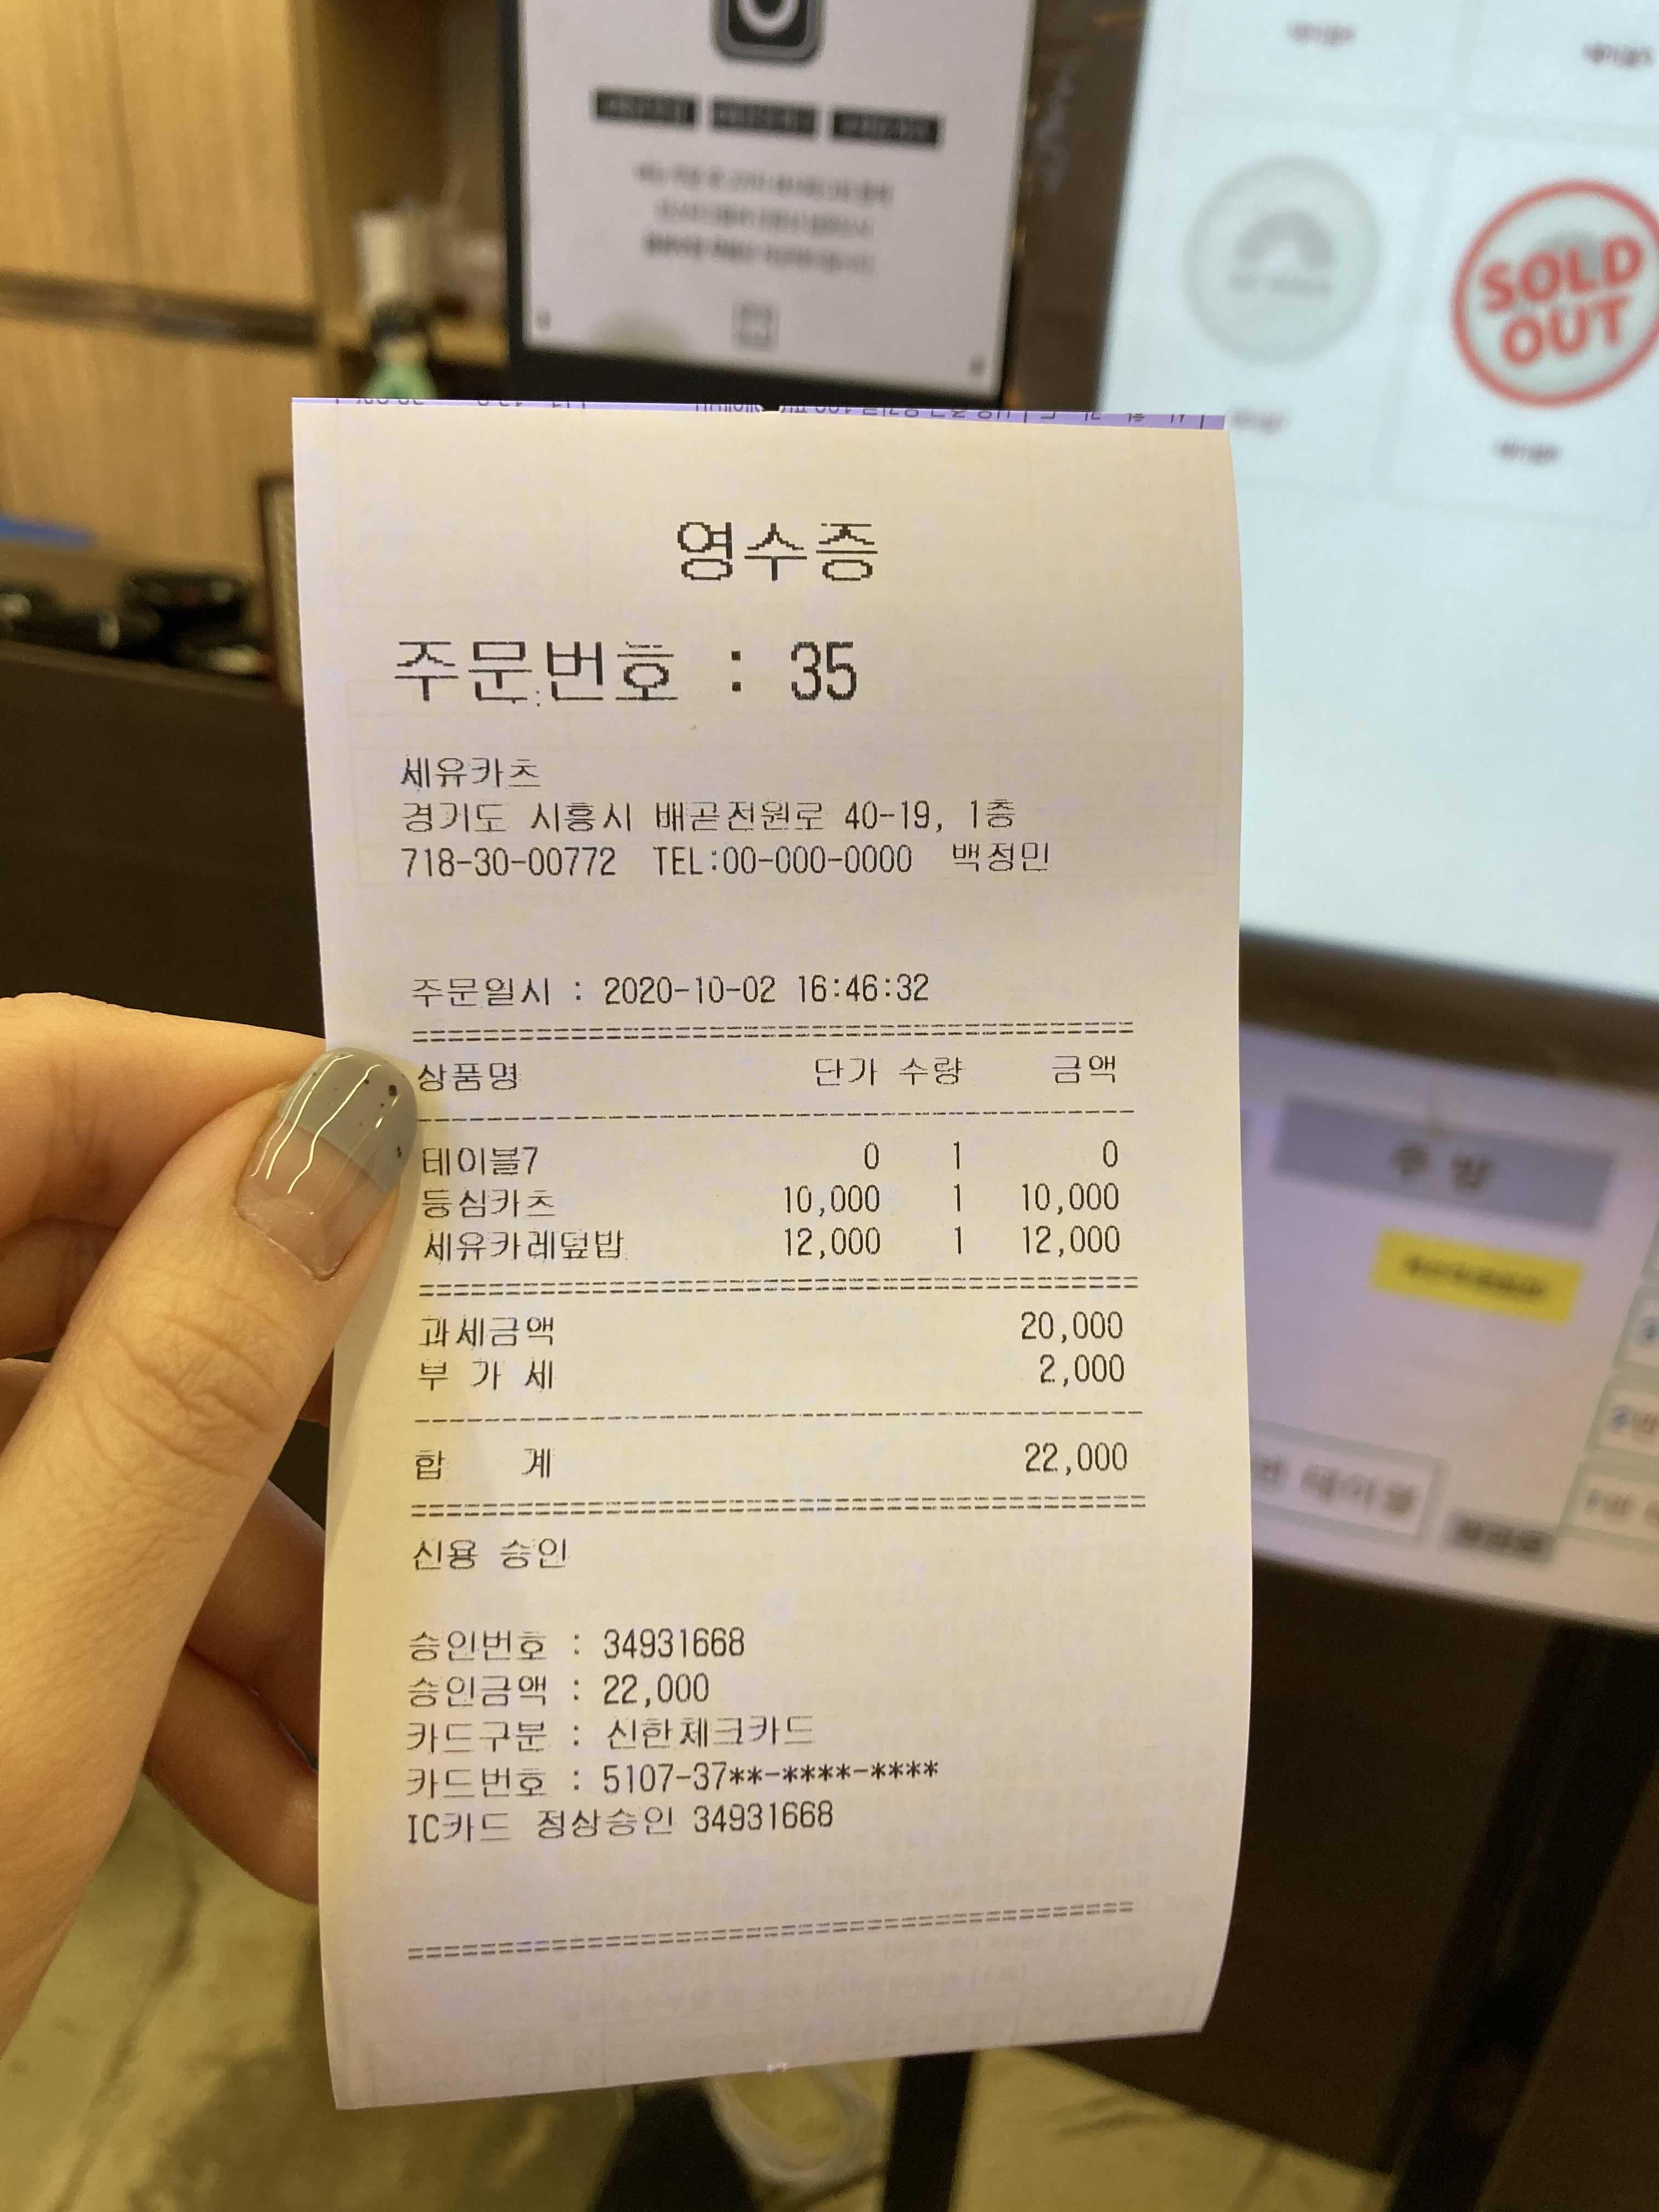 SOLD
OUT
영수증
주문번호 : 35
세유카츠
경기도 시흥시 배곧전원로 40-19, 1층
718-30-00772 TEL:00-000-0000 백정민
주문일시 : 2020-10-02 16:46:32
상품명 단가 수량 금액
테이블7 0 1 0
등심카츠 10,000 1 10,000
세유카레덮밥 12,000 1 12,000
과세금액 20,000
부 가 세 2,000
합 계 22,000
신용 승인
승인번호 : 34931668
승인금액 : 22,000
카드구분 : 신한체크카드
카드번호 : 5107-37**-****-****
IC카드 정상승인 34931668
주방
테이블